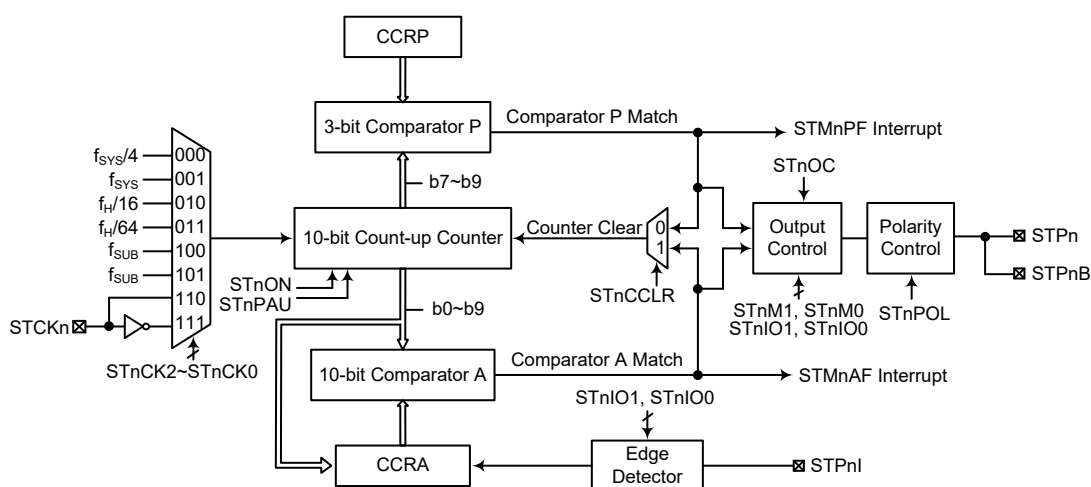 CCRP
3-bit Comparator P
Comparator P Match
STMnPF Interrupt
b7~b9
fSYS/4
000
fSYS
001
fH/16
010
fH/64
011
fSUB
100
fSUB
101
110
111
STCKn
STnCK2~STnCK0
10-bit Count-up Counter
STnON
STnPAU
Counter Clear
0
1
STnCCLR
STnOC
Output
Control
STnM1, STnM0
STnIO1, STnIO0
Polarity
Control
STnPOL
STPn
STPnB
b0~b9
10-bit Comparator A
Comparator A Match
STMnAF Interrupt
STnIO1, STnIO0
CCRA
Edge
Detector
STPnI